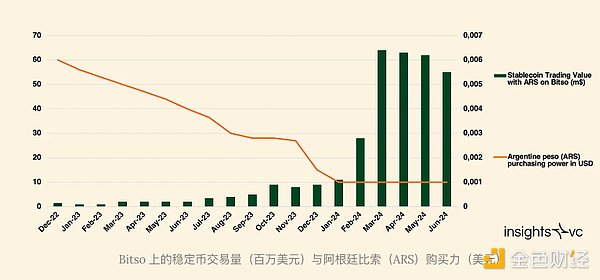 70
60
50
40
30
20
10
0
0,007
0,006
0,005
0,004
0,003
0,002
0,001
0,000
Stablecoin Trading Value
with ARS on Bitso (m$)
Argentine peso (ARS)
purchasing power in USD
Dec-22
Jan-23
Feb-23
Mar-23
Apr-23
May-23
Jun-23
Jul-23
Aug-23
Sep-23
Oct-23
Nov-23
Dec-23
Jan-24
Feb-24
Mar-24
Apr-24
May-24
Jun-24
insights vc
Bitso 上的稳定币交易量（百万美元）与阿根廷比索（ARS）购买力（美元）
金色财经